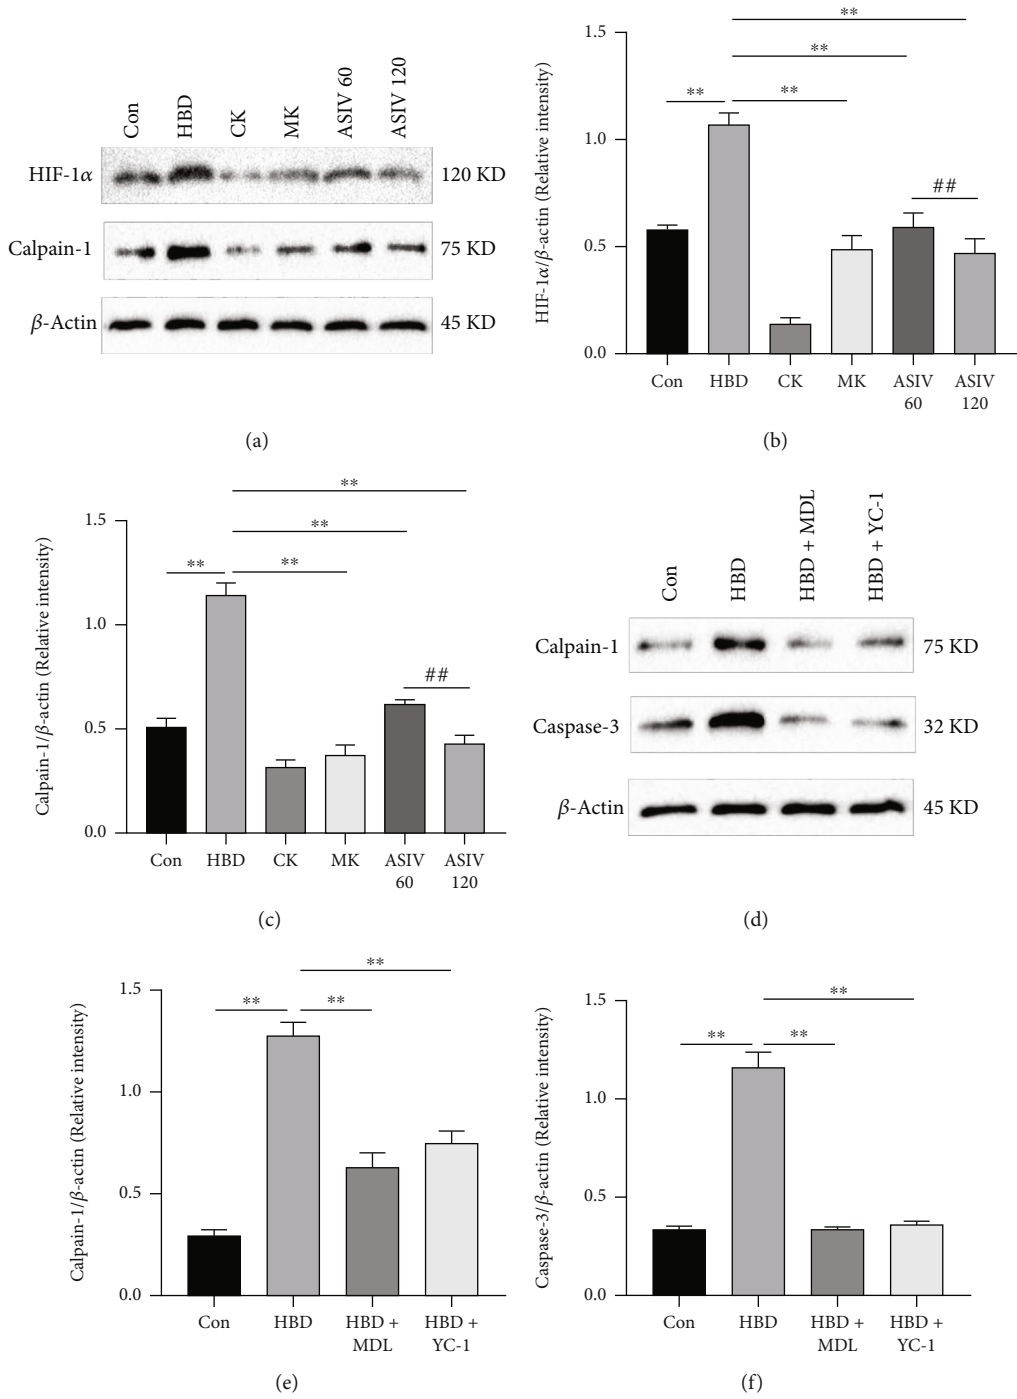 Con
HBD
CK
MK
ASIV 60
ASIV 120
HIF-1α
120 KD
Calpain-1
75 KD
β-Actin
45 KD
(a)
HIF-1α/β-actin (Relative intensity)
1.5
1.0
0.5
0.0
**
**
**
**
##
Con
HBD
CK
MK
ASIV
60
ASIV
120
(b)
Calpain-1/β-actin (Relative intensity)
1.5
1.0
0.5
0.0
**
**
**
**
##
Con
HBD
CK
MK
ASIV
60
ASIV
120
(c)
Con
HBD
HBD + MDL
HBD + YC-1
Calpain-1
75 KD
Caspase-3
32 KD
β-Actin
45 KD
(d)
Calpain-1/β-actin (Relative intensity)
1.5
1.0
0.5
0.0
**
**
**
Con
HBD
HBD +
MDL
HBD +
YC-1
(e)
Caspase-3/β-actin (Relative intensity)
1.5
1.0
0.5
0.0
**
**
**
Con
HBD
HBD +
MDL
HBD +
YC-1
(f)